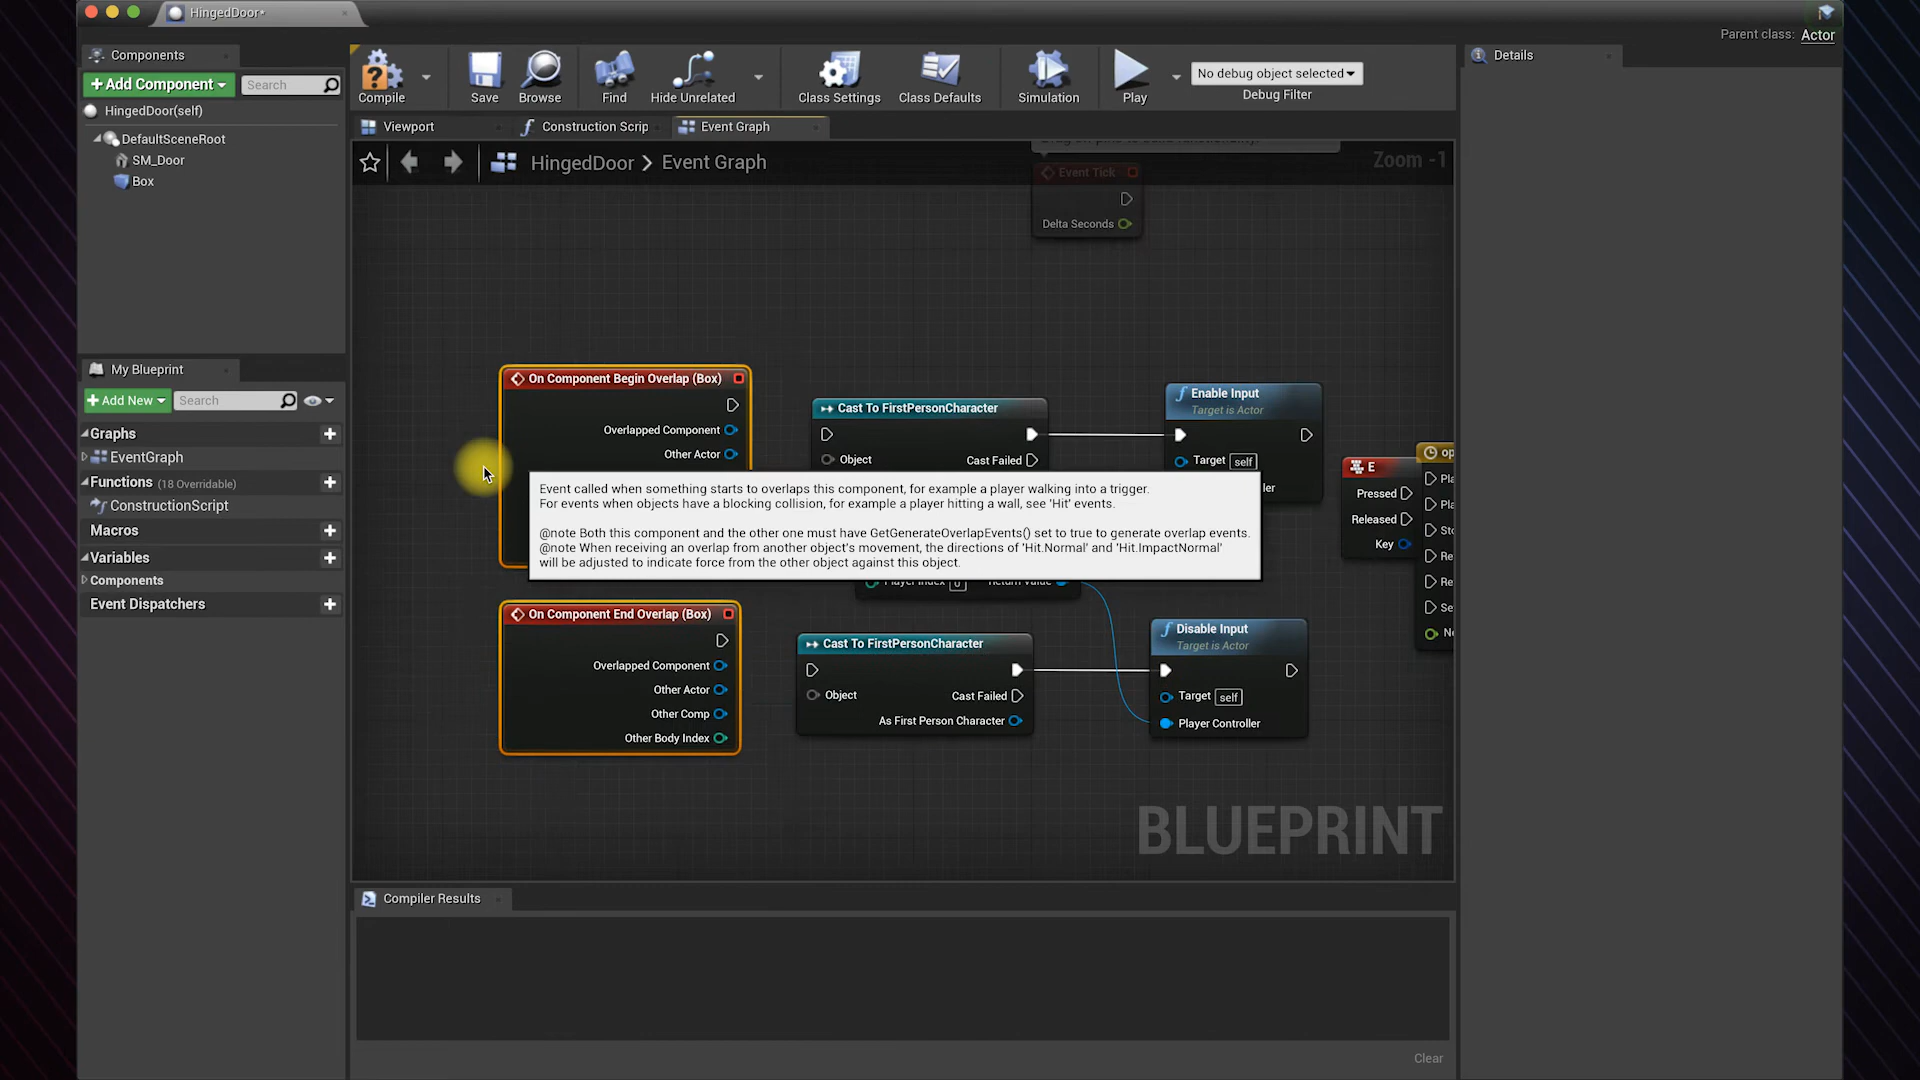 HingedDoor*
Parent class: Actor
Components
Details
Add Component
Search
Compile
Save
Browse
Find
Hide Unrelated
Class Settings
Class Defaults
Simulation
Play
No debug object selected
Debug Filter
HingedDoor(self)
DefaultSceneRoot
SM_Door
Box
Viewport
Construction Scrip
Event Graph
HingedDoor > Event Graph
Zoom -1
Event Tick
Delta Seconds
My Blueprint
Add New
Search
Graphs
EventGraph
Functions (18 Overridable)
ConstructionScript
Macros
Variables
Components
Event Dispatchers
On Component Begin Overlap (Box)
Overlapped Component
Other Actor
Cast To FirstPersonCharacter
Object
Cast Failed
Enable Input
Target is Actor
Target self
E
Pressed
Released
Key
Event called when something starts to overlaps this component, for example a player walking into a trigger.
For events when objects have a blocking collision, for example a player hitting a wall, see 'Hit' events.
@note Both this component and the other one must have GetGenerateOverlapEvents() set to true to generate overlap events.
@note When receiving an overlap from another object's movement, the directions of 'Hit.Normal' and 'Hit.ImpactNormal'
will be adjusted to indicate force from the other object against this object.
Player Index 0
Return Value
On Component End Overlap (Box)
Overlapped Component
Other Actor
Other Comp
Other Body Index
Cast To FirstPersonCharacter
Object
Cast Failed
As First Person Character
Disable Input
Target is Actor
Target self
Player Controller
BLUEPRINT
Compiler Results
Clear